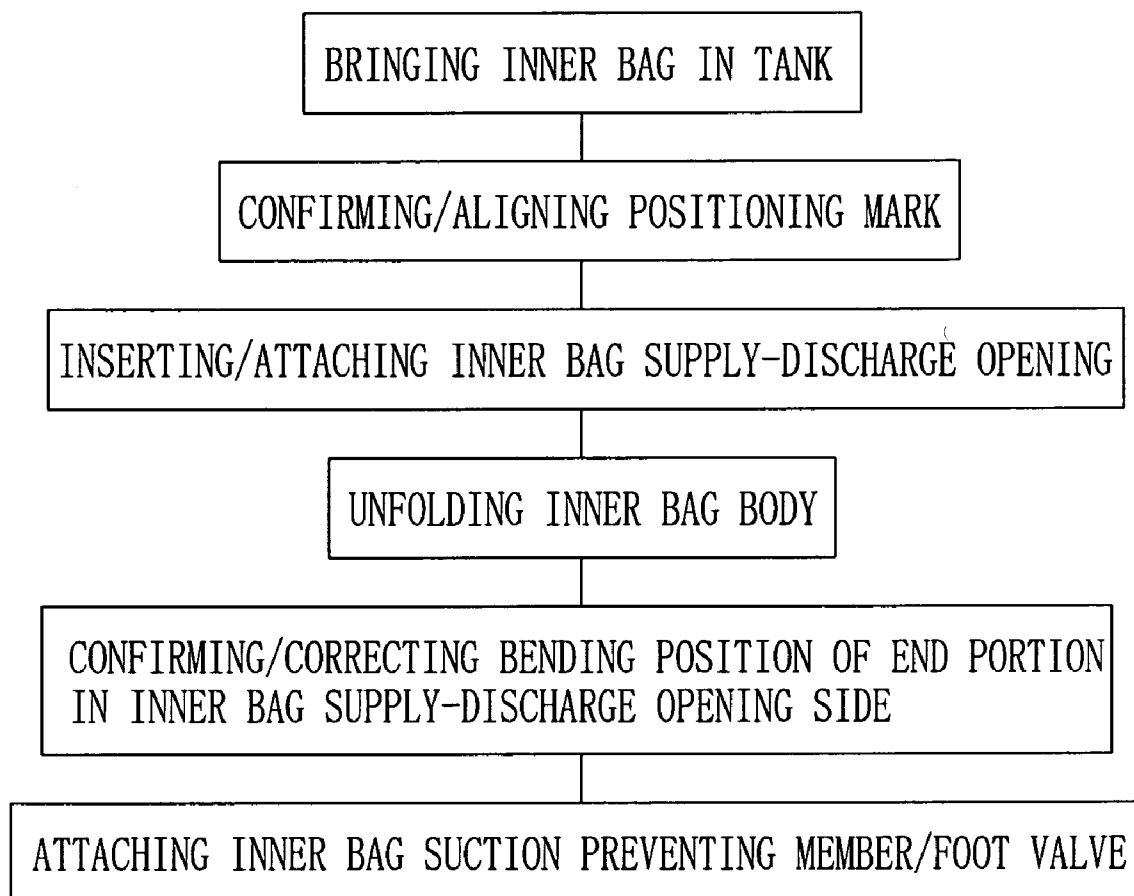 BRINGING INNER BAG IN TANK
CONFIRMING/ALIGNING POSITIONING MARK
INSERTING/ATTACHING INNER BAG SUPPLY-DISCHARGE OPENING
UNFOLDING INNER BAG BODY
CONFIRMING/CORRECTING BENDING POSITION OF END PORTION
IN INNER BAG SUPPLY-DISCHARGE OPENING SIDE
ATTACHING INNER BAG SUCTION PREVENTING MEMBER/FOOT VALVE